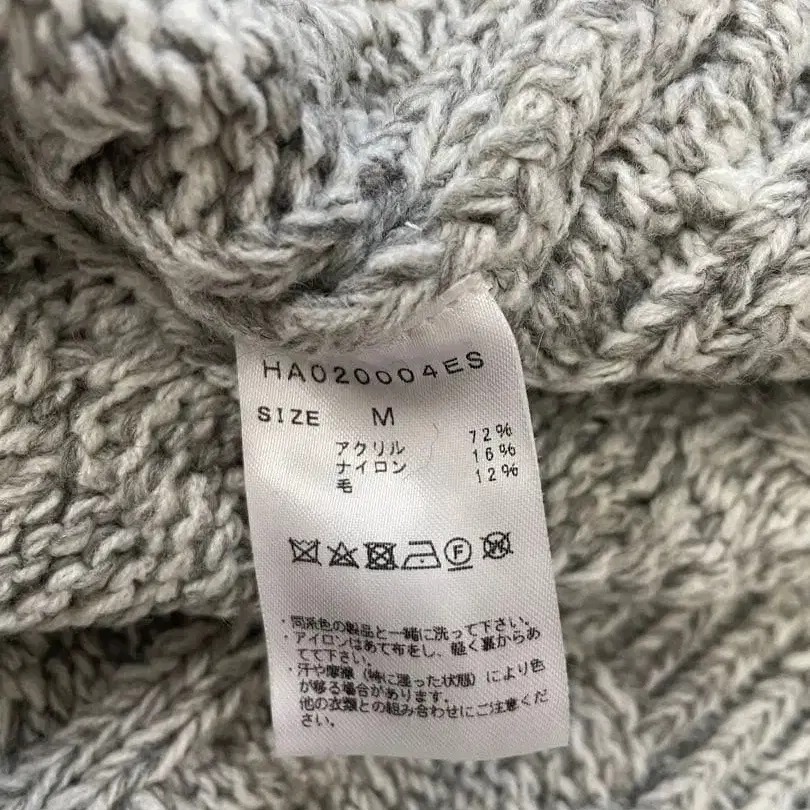 HA020004ES
SIZE M
アクリル 72%
ナイロン 16%
毛 12%
F
W
・同系色の製品と一緒に洗って下さい。
・アイロンはあて布をし、軽く裏からあ
てて下さい。
・汗や摩擦（特に湿った状態）により色
が移る場合があります。
他の衣類との組み合わせにご注意くだ
さい。